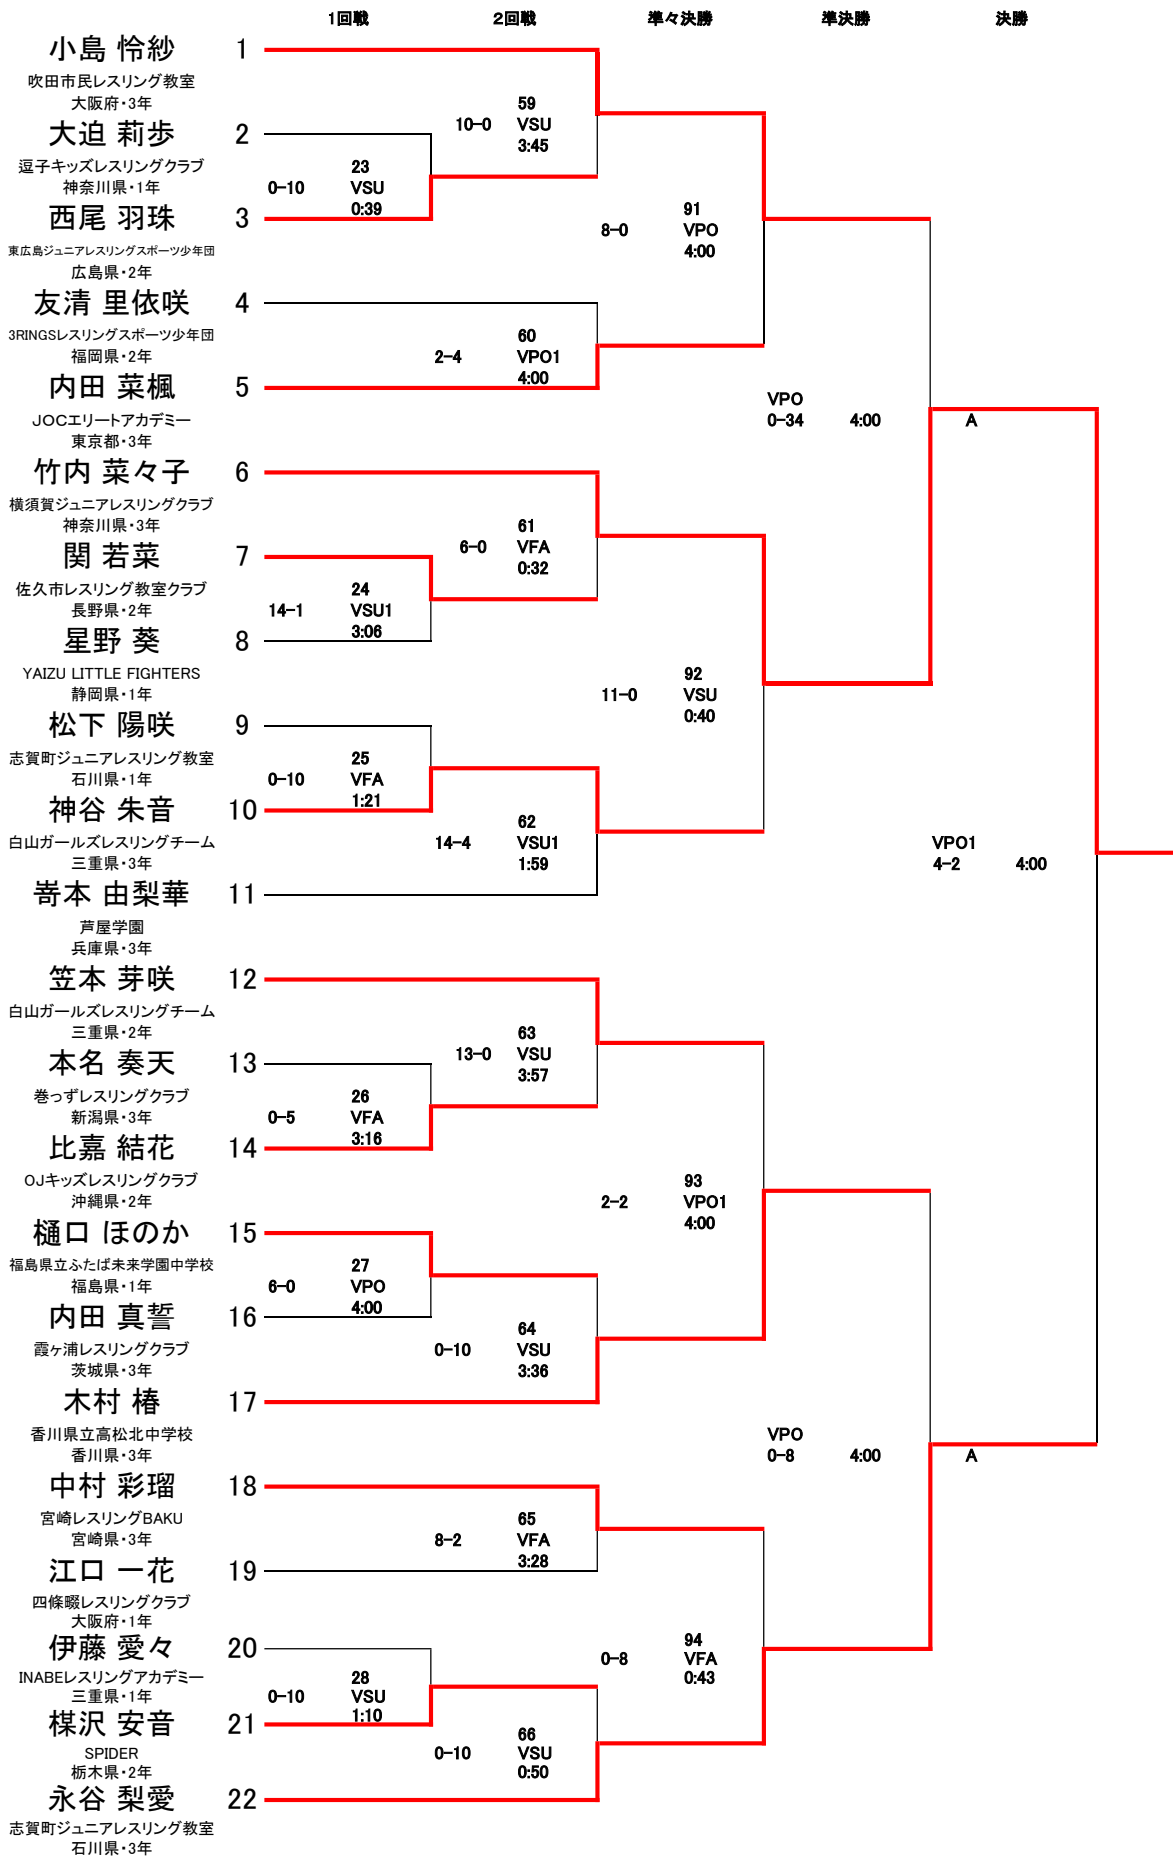 1回戦 2回戦 準々決勝 準決勝 決勝
小島 怜紗 1
吹田市民レスリング教室
大阪府・3年
59
10-0 VSU
3:45
大迫 莉歩 2
逗子キッズレスリングクラブ
神奈川県・1年
23
0-10 VSU
0:39
西尾 羽珠 3
東広島ジュニアレスリングスポーツ少年団
広島県・2年
91
8-0 VPO
4:00
友清 里依咲 4
3RINGSレスリングスポーツ少年団
福岡県・2年
60
2-4 VPO1
4:00
内田 菜楓 5
JOCエリートアカデミー
東京都・3年
VPO
0-34 4:00 A
竹内 菜々子 6
横須賀ジュニアレスリングクラブ
神奈川県・3年
61
6-0 VFA
0:32
関 若菜 7
佐久市レスリング教室クラブ
長野県・2年
24
14-1 VSU1
3:06
星野 葵 8
YAIZU LITTLE FIGHTERS
静岡県・1年
92
11-0 VSU
0:40
松下 陽咲 9
志賀町ジュニアレスリング教室
石川県・1年
25
0-10 VFA
1:21
神谷 朱音 10
白山ガールズレスリングチーム
三重県・3年
62
14-4 VSU1
1:59
VPO1
4-2 4:00
嵜本 由梨華 11
芦屋学園
兵庫県・3年
笠本 芽咲 12
白山ガールズレスリングチーム
三重県・2年
63
13-0 VSU
3:57
本名 奏天 13
巻っずレスリングクラブ
新潟県・3年
26
0-5 VFA
3:16
比嘉 結花 14
OJキッズレスリングクラブ
沖縄県・2年
93
2-2 VPO1
4:00
樋口 ほのか 15
福島県立ふたば未来学園中学校
福島県・1年
27
6-0 VPO
4:00
内田 真誓 16
霞ヶ浦レスリングクラブ
茨城県・3年
64
0-10 VSU
3:36
木村 椿 17
香川県立高松北中学校
香川県・3年
VPO
0-8 4:00 A
中村 彩瑠 18
宮崎レスリングBAKU
宮崎県・3年
65
8-2 VFA
3:28
江口 一花 19
四條畷レスリングクラブ
大阪府・1年
伊藤 愛々 20
INABEレスリングアカデミー
三重県・1年
94
0-8 VFA
0:43
28
0-10 VSU
1:10
楳沢 安音 21
SPIDER
栃木県・2年
66
0-10 VSU
0:50
永谷 梨愛 22
志賀町ジュニアレスリング教室
石川県・3年